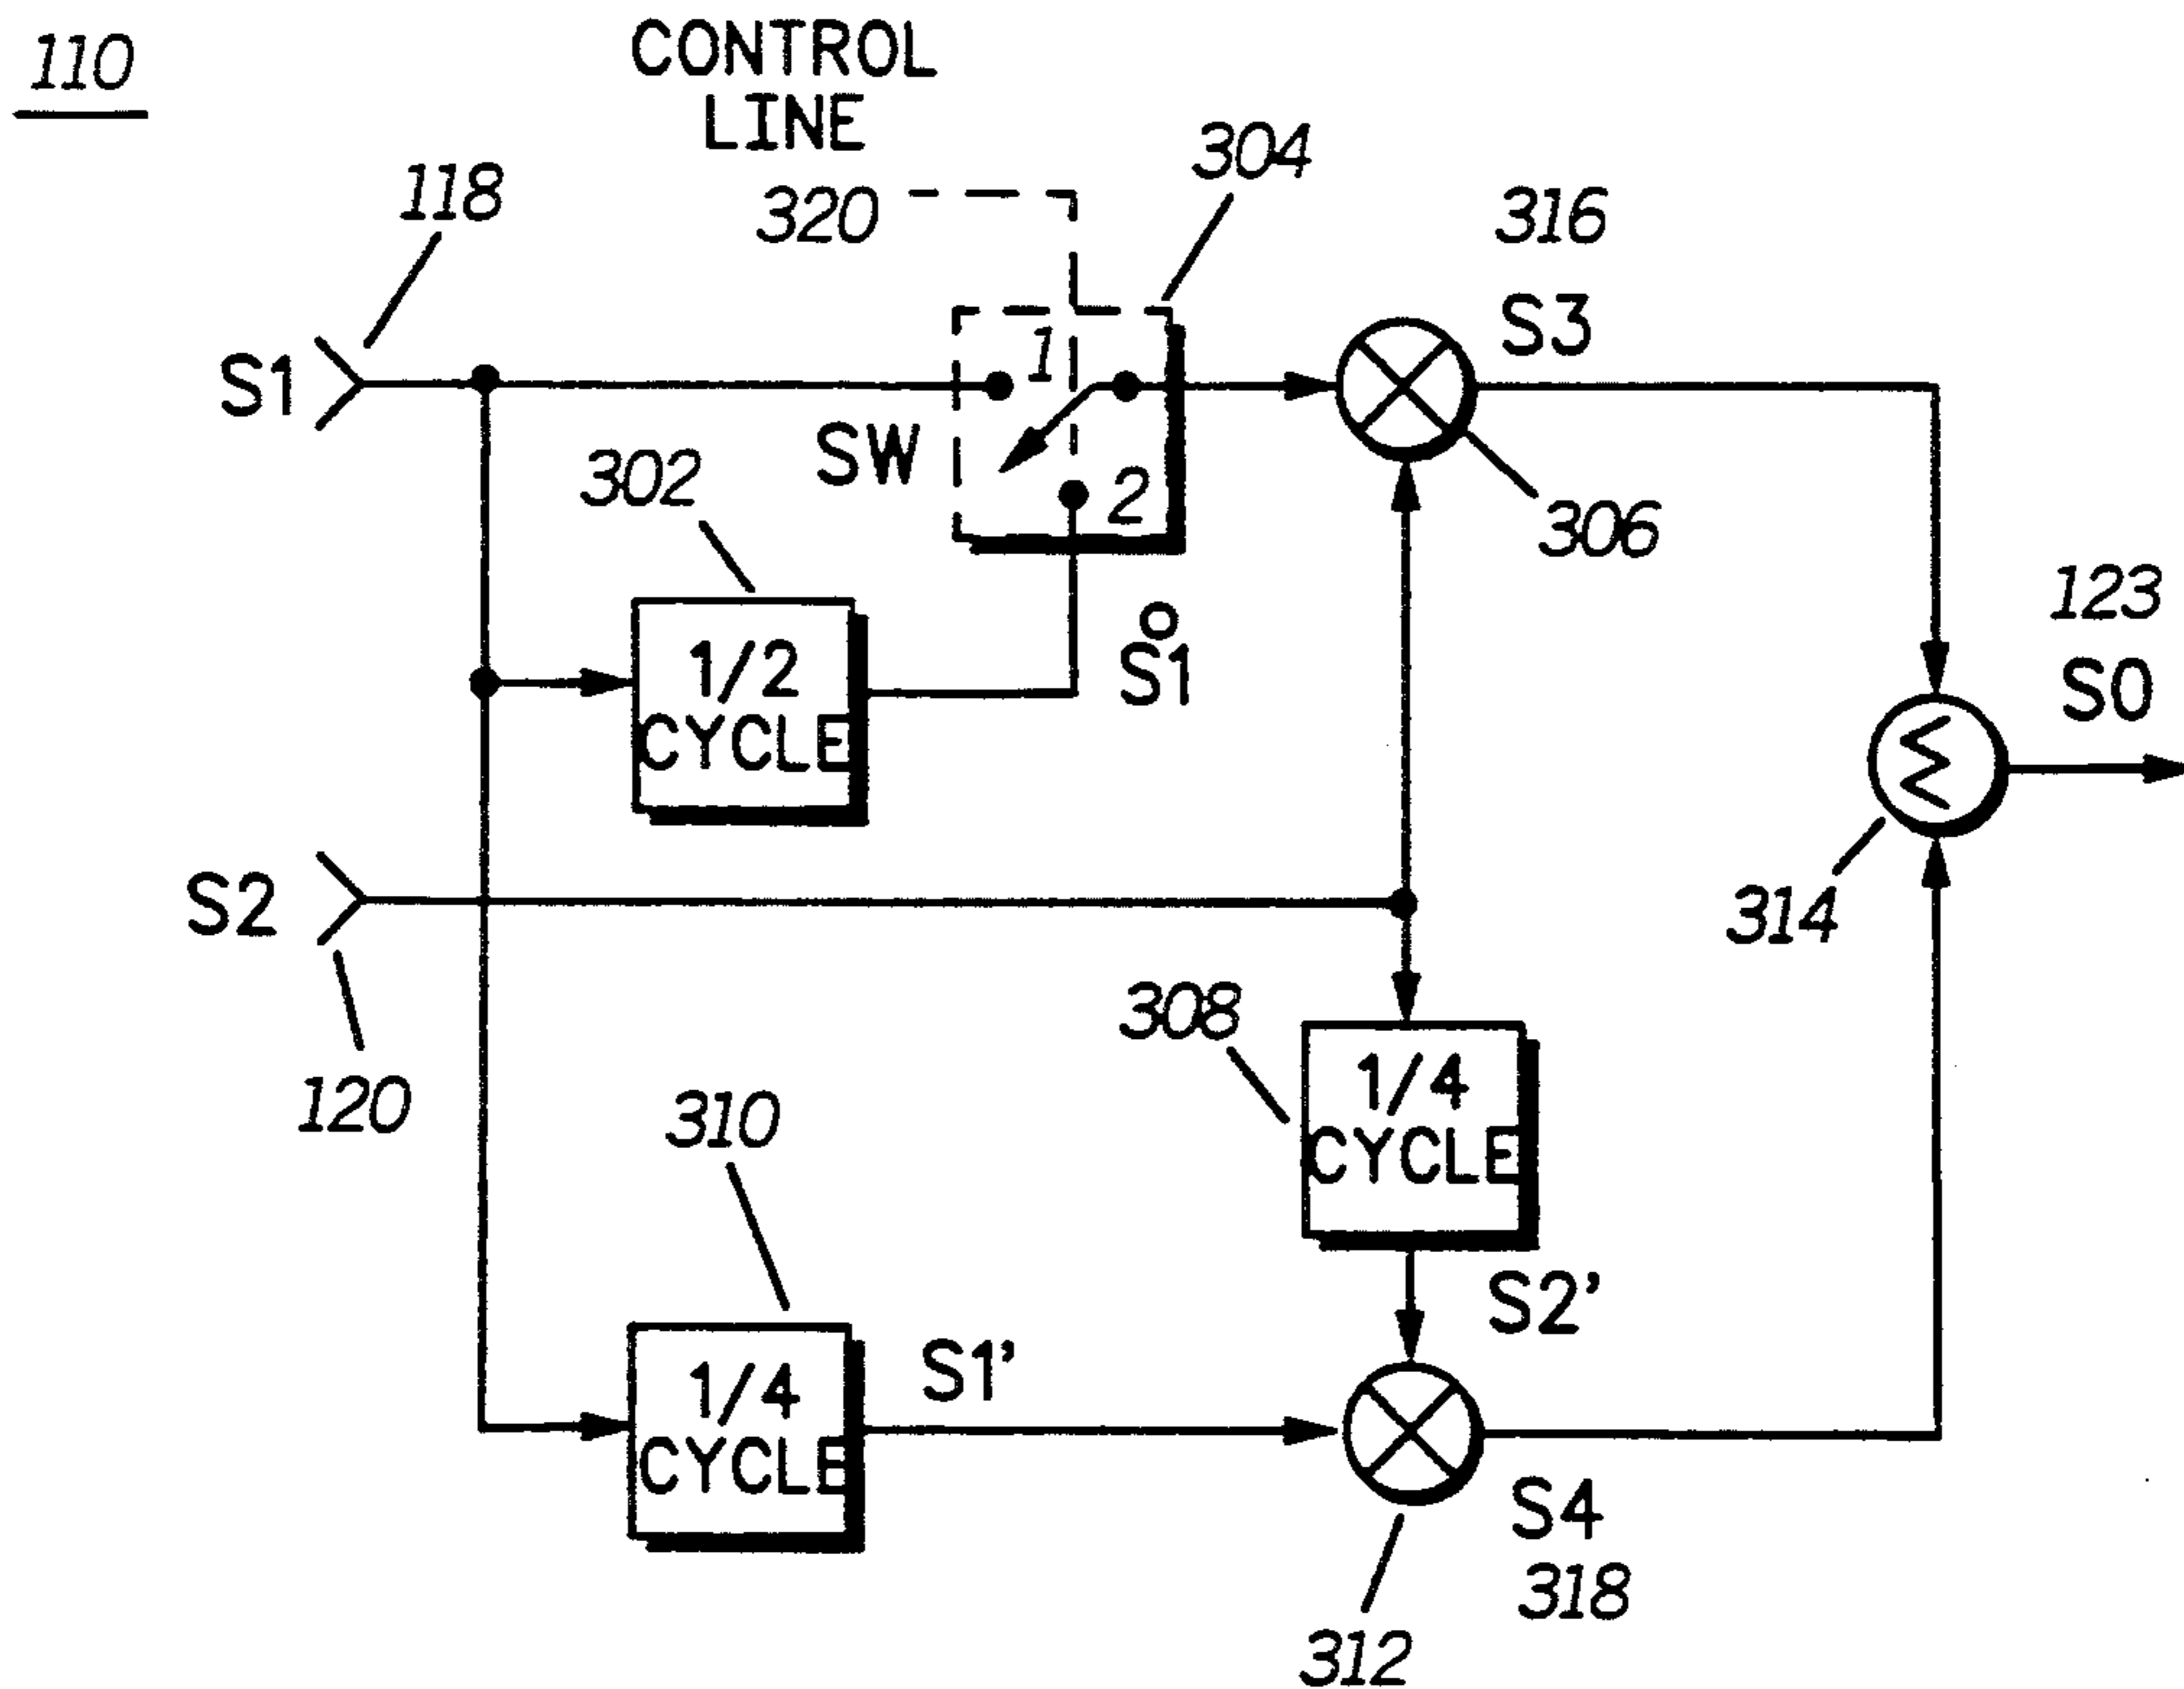 110
CONTROL
LINE
320
118
304
316
S3
S1
1
SW
2
302
306
1/2
CYCLE
S1
123
S0
Σ
S2
314
120
308
1/4
CYCLE
310
S2'
1/4
CYCLE
S1'
S4
318
312